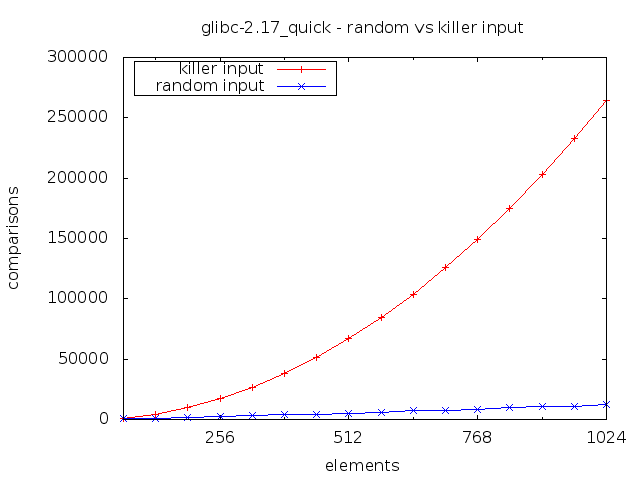 glibc-2.17_quick - random vs killer input
300000
killer input
random input
250000
200000
150000
100000
50000
0
comparisons
256 512 768 1024
elements